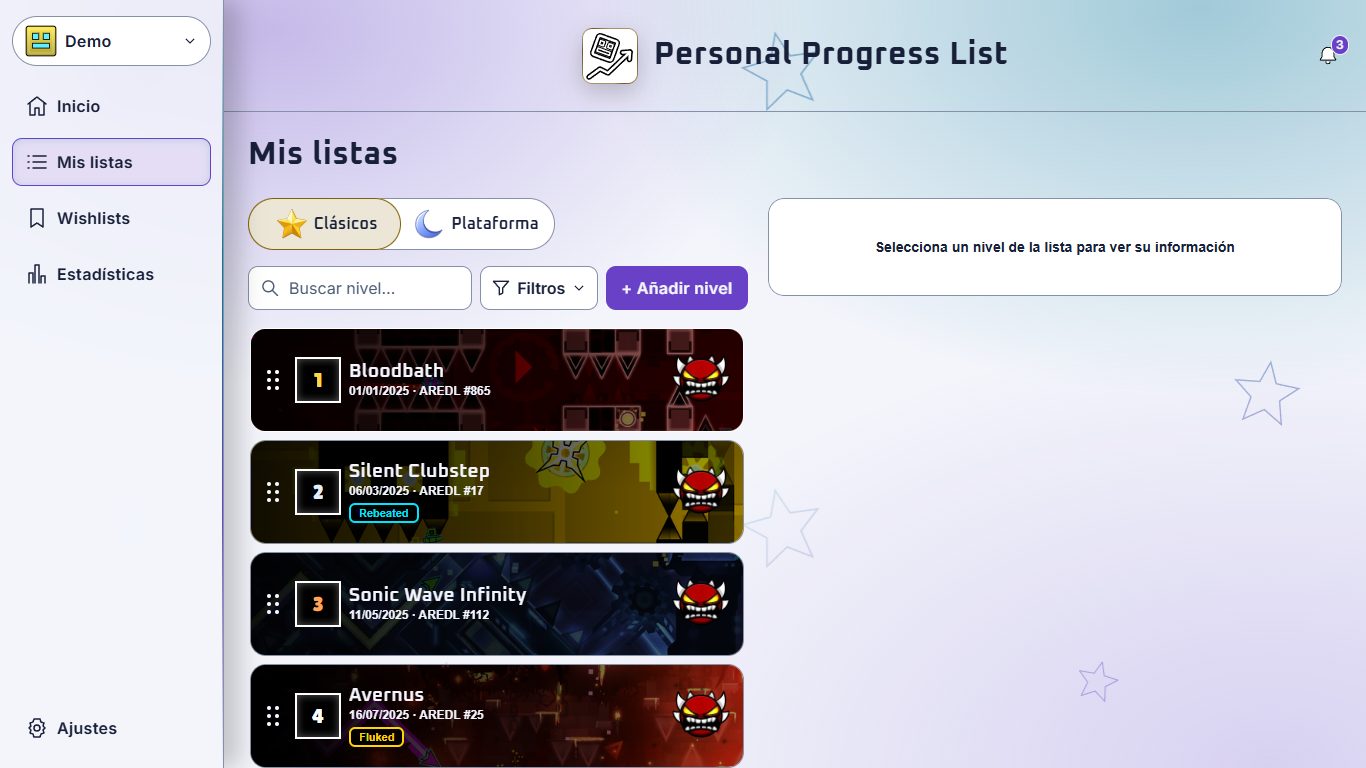 Demo
Inicio
Mis listas
Wishlists
Estadísticas
Ajustes
Personal Progress List
3
Mis listas
Clásicos
Plataforma
Buscar nivel...
Filtros
+ Añadir nivel
1
Bloodbath
01/01/2025 · AREDL #865
2
Silent Clubstep
06/03/2025 · AREDL #17
Rebeated
3
Sonic Wave Infinity
11/05/2025 · AREDL #112
4
Avernus
16/07/2025 · AREDL #25
Fluked
Selecciona un nivel de la lista para ver su información